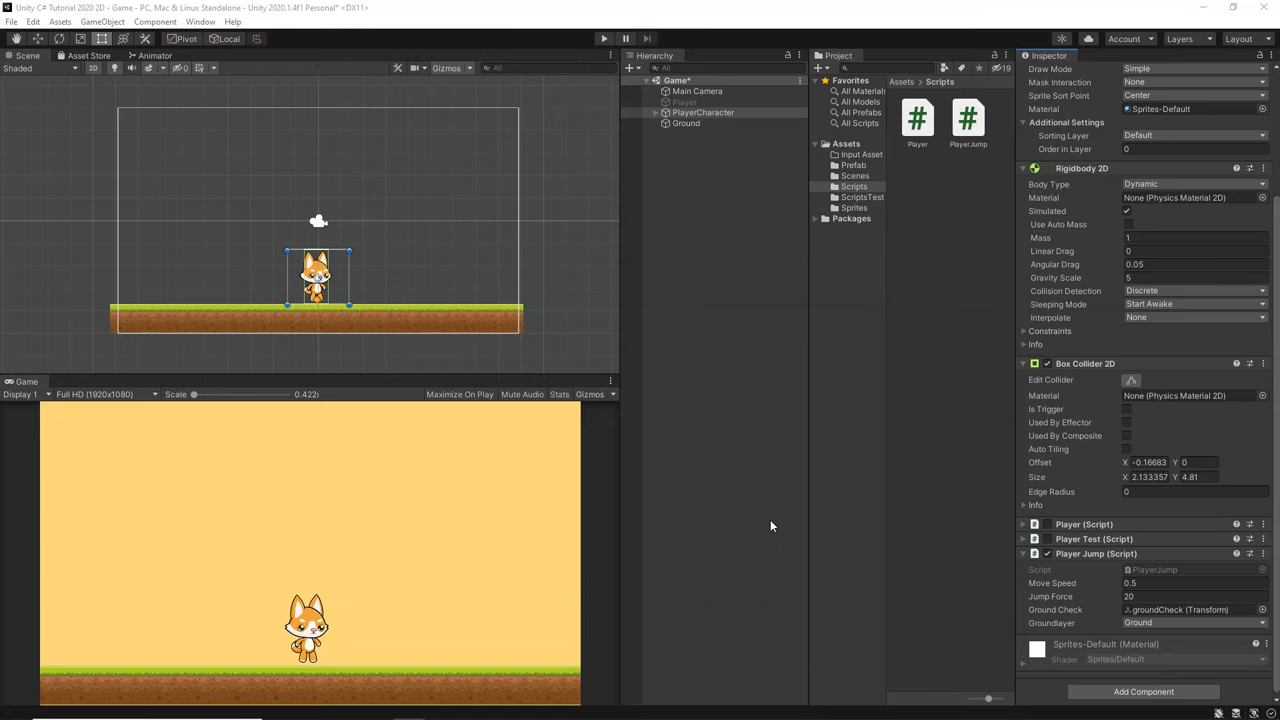 Unity C# Tutorial 2020 2D - Game - PC, Mac & Linux Standalone - Unity 2020.1.4f1 Personal* <DX11>
File Edit Assets GameObject Component Window Help
Pivot Local Account Layers Layout
Scene Asset Store Animator
Shaded 2D 0 Gizmos All
Game
Display 1 Full HD (1920x1080) Scale 0.422x Maximize On Play Mute Audio Stats Gizmos
Hierarchy
All
Game*
Main Camera
Player
PlayerCharacter
Ground
Project
19
Favorites
All Materials
All Models
All Prefabs
All Scripts
Assets
Input Asset
Prefab
Scenes
Scripts
ScriptsTest
Sprites
Packages
Assets Scripts
Player PlayerJump
Inspector
Draw Mode Simple
Mask Interaction None
Sprite Sort Point Center
Material Sprites-Default
Additional Settings
Sorting Layer Default
Order in Layer 0
Rigidbody 2D
Body Type Dynamic
Material None (Physics Material 2D)
Simulated
Use Auto Mass
Mass 1
Linear Drag 0
Angular Drag 0.05
Gravity Scale 5
Collision Detection Discrete
Sleeping Mode Start Awake
Interpolate None
Constraints
Info
Box Collider 2D
Edit Collider
Material None (Physics Material 2D)
Is Trigger
Used By Effector
Used By Composite
Auto Tiling
Offset X -0.16683 Y 0
Size X 2.133357 Y 4.81
Edge Radius 0
Info
Player (Script)
Player Test (Script)
Player Jump (Script)
Script PlayerJump
Move Speed 0.5
Jump Force 20
Ground Check groundCheck (Transform)
Groundlayer Ground
Sprites-Default (Material)
Shader Sprites/Default
Add Component